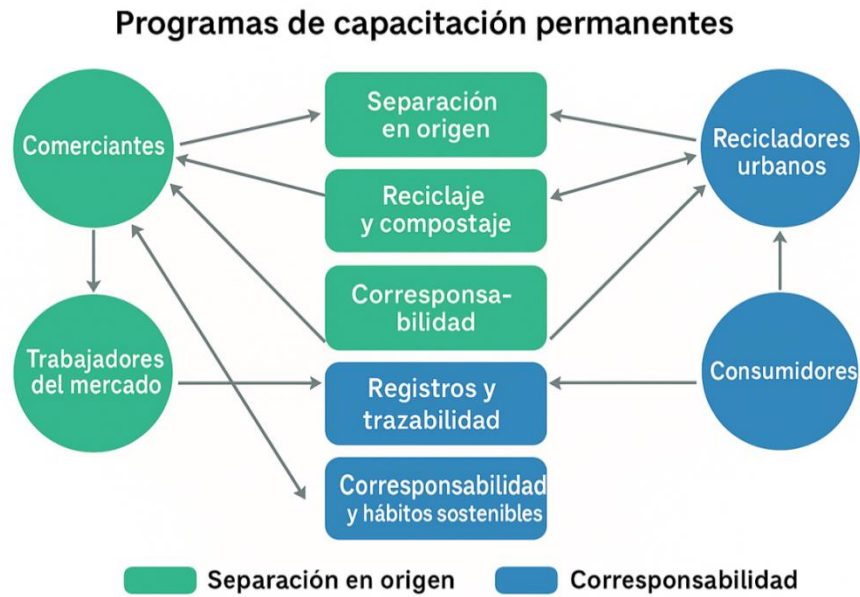 Programas de capacitación permanentes
Comerciantes
Separación
en origen
Recicladores
urbanos
Reciclaje
y compostaje
Corresponsa-
bilidad
Trabajadores
del mercado
Registros y
trazabilidad
Consumidores
Corresponsabilidad
y hábitos sostenibles
Separación en origen
Corresponsabilidad